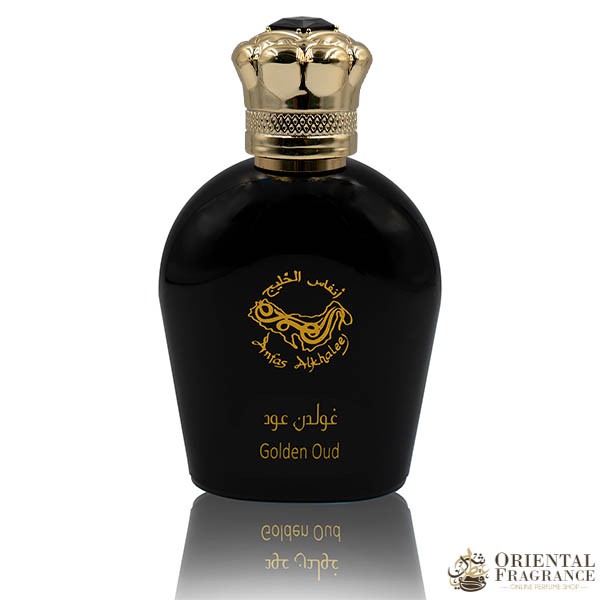 أنفاس الخليج
Anfas Alkhaleej
غولدن عود
Golden Oud
ORIENTAL
FRAGRANCE
ONLINE PERFUME SHOP